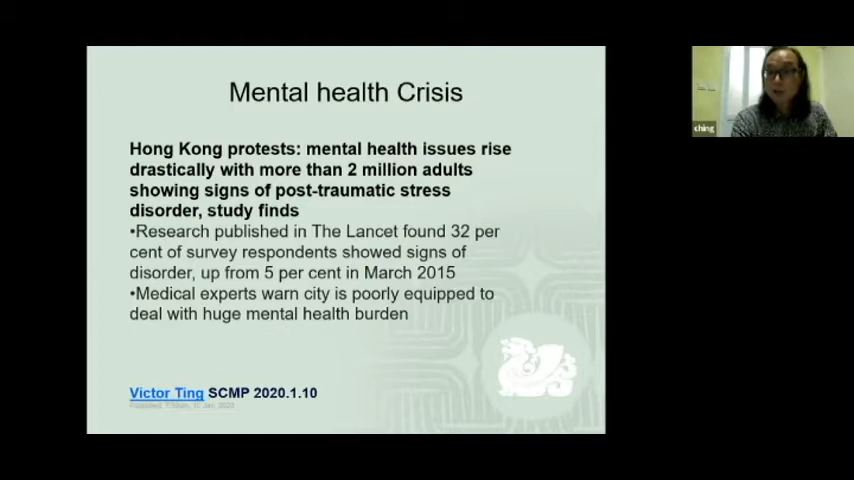 Mental health Crisis
Hong Kong protests: mental health issues rise
drastically with more than 2 million adults
showing signs of post-traumatic stress
disorder, study finds
•Research published in The Lancet found 32 per
cent of survey respondents showed signs of
disorder, up from 5 per cent in March 2015
•Medical experts warn city is poorly equipped to
deal with huge mental health burden
Victor Ting SCMP 2020.1.10
ching